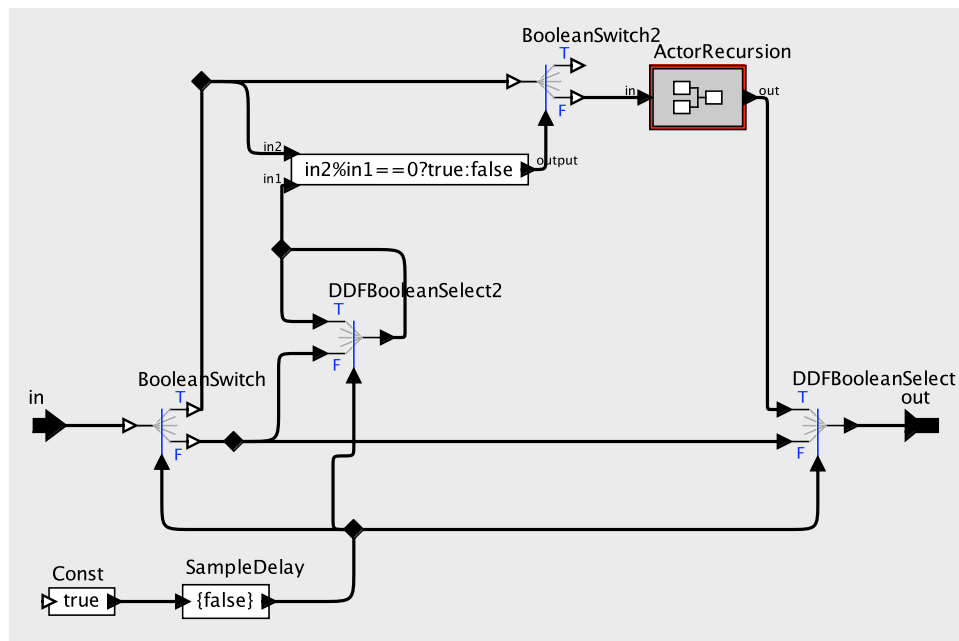 BooleanSwitch2
T
F
ActorRecursion
in
out
in2
in1
in2%in1==0?true:false
output
DDFBooleanSelect2
T
F
in
BooleanSwitch
T
F
DDFBooleanSelect
out
T
F
Const
true
SampleDelay
{false}